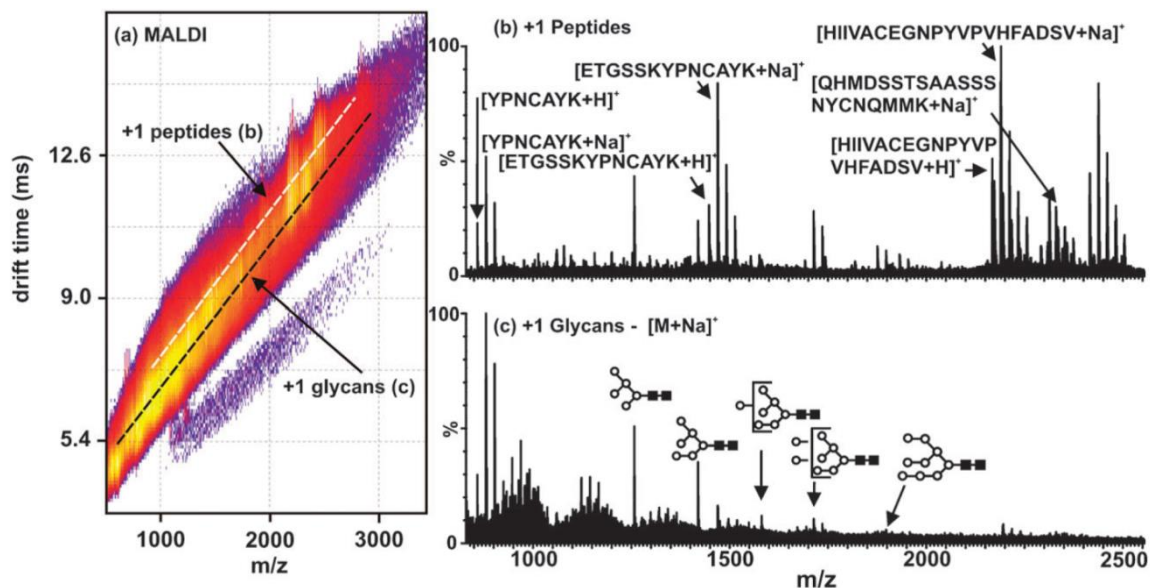 (a) MALDI
+1 peptides (b)
+1 glycans (c)
12.6
9.0
5.4
drift time (ms)
1000
2000
3000
m/z
(b) +1 Peptides
[HIIVACEGNPYVPVHFADSV+Na]⁺
[ETGSSKYPNCAYK+Na]⁺
[QHMDSSTSAASSS
NYCNQMMK+Na]⁺
[YPNCAYK+H]⁺
[YPNCAYK+Na]⁺
[ETGSSKYPNCAYK+H]⁺
[HIIVACEGNPYVP
VHFADSV+H]⁺
100
%
0
(c) +1 Glycans - [M+Na]⁺
100
%
0
1000
1500
2000
2500
m/z